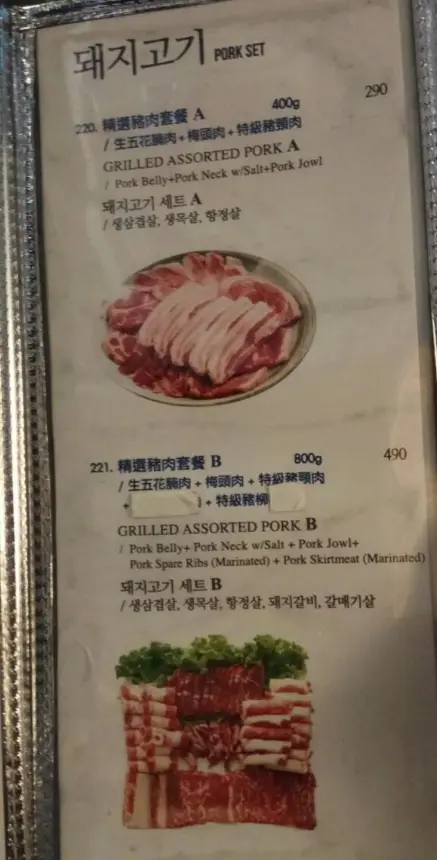 돼지고기 PORK SET
220. 精選豬肉套餐 A 400g 290
/ 生五花腩肉 + 梅頭肉 + 特級豬頸肉
GRILLED ASSORTED PORK A
/ Pork Belly+Pork Neck w/Salt+Pork Jowl
돼지고기 세트 A
/ 생삼겹살, 생목살, 항정살
221. 精選豬肉套餐 B 800g 490
/ 生五花腩肉 + 梅頭肉 + 特級豬頸肉
+ + 特級豬柳
GRILLED ASSORTED PORK B
/ Pork Belly+ Pork Neck w/Salt + Pork Jowl+
Pork Spare Ribs (Marinated) + Pork Skirtmeat (Marinated)
돼지고기 세트 B
/ 생삼겹살, 생목살, 항정살, 돼지갈비, 갈매기살